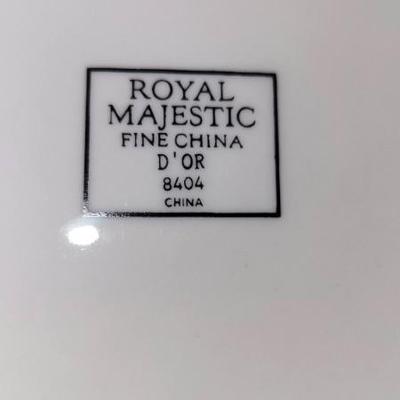 ROYAL
MAJESTIC
FINE CHINA
D'OR
8404
CHINA